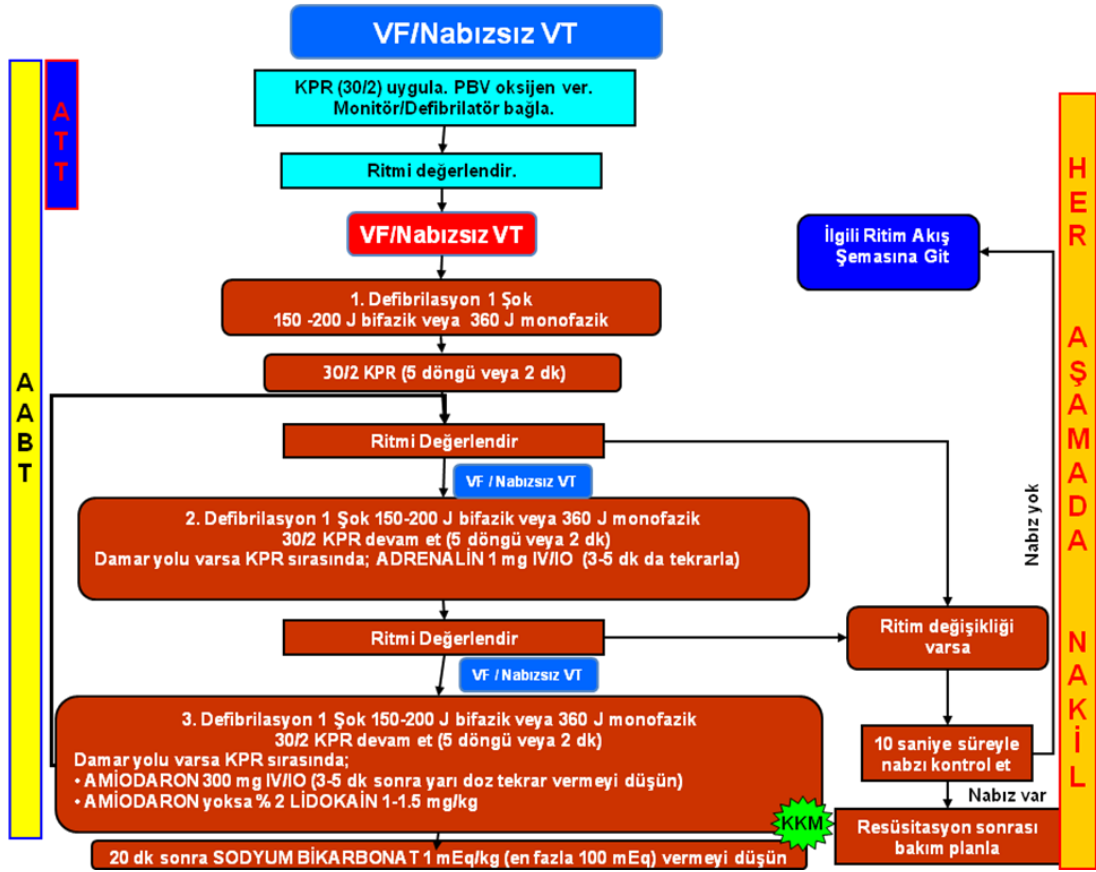 VF/Nabızsız VT
KPR (30/2) uygula. PBV oksijen ver.
Monitör/Defibrilatör bağla.
ATT
AABT
Ritmi değerlendir.
VF/Nabızsız VT
İlgili Ritim Akış
Şemasına Git
1. Defibrilasyon 1 Şok
150 -200 J bifazik veya 360 J monofazik
30/2 KPR (5 döngü veya 2 dk)
Ritmi Değerlendir
VF / Nabızsız VT
2. Defibrilasyon 1 Şok 150-200 J bifazik veya 360 J monofazik
30/2 KPR devam et (5 döngü veya 2 dk)
Damar yolu varsa KPR sırasında; ADRENALİN 1 mg IV/IO (3-5 dk da tekrarla)
Ritmi Değerlendir
VF / Nabızsız VT
3. Defibrilasyon 1 Şok 150-200 J bifazik veya 360 J monofazik
30/2 KPR devam et (5 döngü veya 2 dk)
Damar yolu varsa KPR sırasında;
• AMİODARON 300 mg IV/IO (3-5 dk sonra yarı doz tekrar vermeyi düşün)
• AMİODARON yoksa % 2 LİDOKAİN 1-1.5 mg/kg
KKM
20 dk sonra SODYUM BİKARBONAT 1 mEq/kg (en fazla 100 mEq) vermeyi düşün
Ritim değişikliği
varsa
10 saniye süreyle
nabzı kontrol et
Nabız yok
Nabız var
Resüsitasyon sonrası
bakım planla
HER AŞAMADA NAKİL